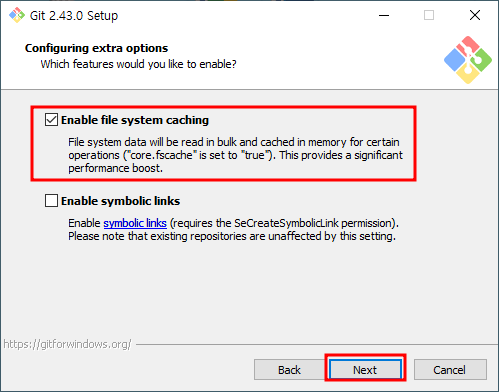 Git 2.43.0 Setup
Configuring extra options
Which features would you like to enable?
Enable file system caching
File system data will be read in bulk and cached in memory for certain
operations ("core.fscache" is set to "true"). This provides a significant
performance boost.
Enable symbolic links
Enable symbolic links (requires the SeCreateSymbolicLink permission).
Please note that existing repositories are unaffected by this setting.
https://gitforwindows.org/
Back
Next
Cancel